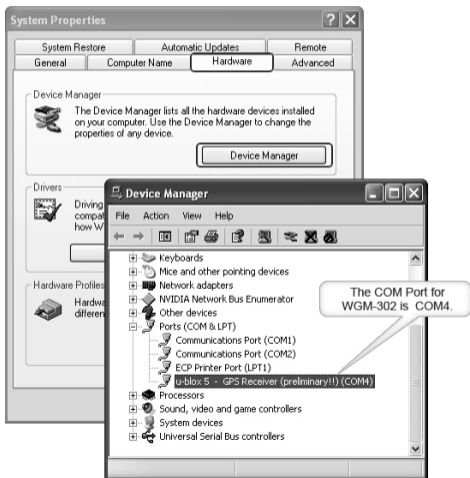 System Properties
System Restore Automatic Updates Remote
General Computer Name Hardware Advanced
Device Manager
The Device Manager lists all the hardware devices installed
on your computer. Use the Device Manager to change the
properties of any device.
Device Manager
Drivers
Driving
compat
how W
Hardware Profiles
Hardwa
differen
Device Manager
File Action View Help
Keyboards
Mice and other pointing devices
Network adapters
NVIDIA Network Bus Enumerator
Other devices
Ports (COM & LPT)
Communications Port (COM1)
Communications Port (COM2)
ECP Printer Port (LPT1)
u-blox 5 - GPS Receiver (preliminary!!) (COM4)
Processors
Sound, video and game controllers
System devices
Universal Serial Bus controllers
The COM Port for
WGM-302 is COM4.